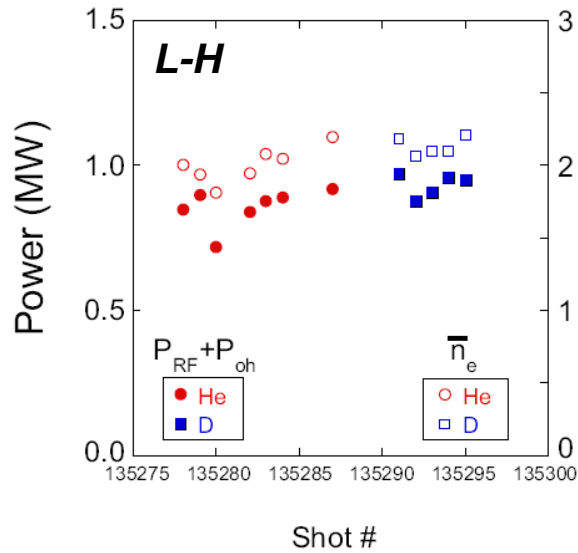 L-H
1.5
1.0
0.5
0.0
Power (MW)
3
2
1
0
P_RF+P_oh
He
D
n̅_e
He
D
135275 135280 135285 135290 135295 135300
Shot #